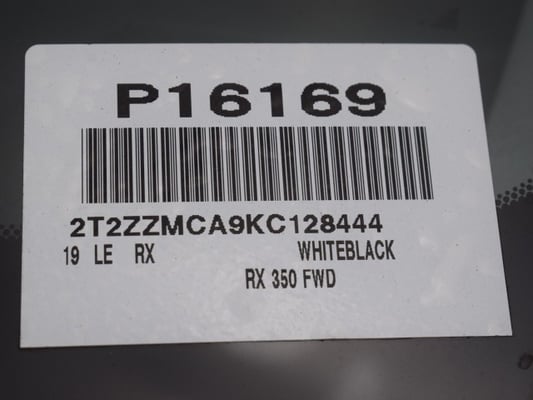 P16169
2T2ZZMCA9KC128444
19 LE RX WHITEBLACK
RX 350 FWD